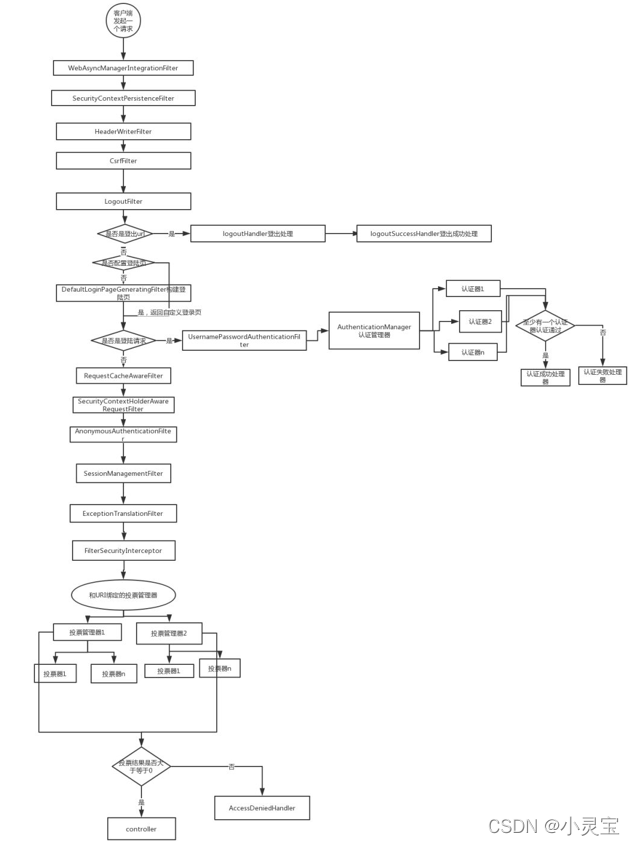 客户端
发起一
个请求
WebAsyncManagerIntegrationFilter
SecurityContextPersistenceFilter
HeaderWriterFilter
CsrfFilter
LogoutFilter
是否是登出url
是
logoutHandler登出处理
logoutSuccessHandler登出成功处理
否
是否配置登陆页
否
DefaultLoginPageGeneratingFilter构建登
陆页
是，返回自定义登录页
是否是登陆请求
是
UsernamePasswordAuthenticationFil
ter
AuthenticationManager
认证管理器
认证器1
认证器2
认证器n
至少有一个认证
器认证通过
否
是
认证成功处理
器
认证失败处理
器
否
RequestCacheAwareFilter
SecurityContextHolderAware
RequestFilter
AnonymousAuthenticationFilte
r
SessionManagementFilter
ExceptionTranslationFilter
FilterSecurityInterceptor
和URI绑定的投票管理器
投票管理器1
投票管理器2
投票器1
投票器n
投票器1
投票器n
投票结果是否大
于等于0
否
是
AccessDeniedHandler
controller
CSDN @小灵宝